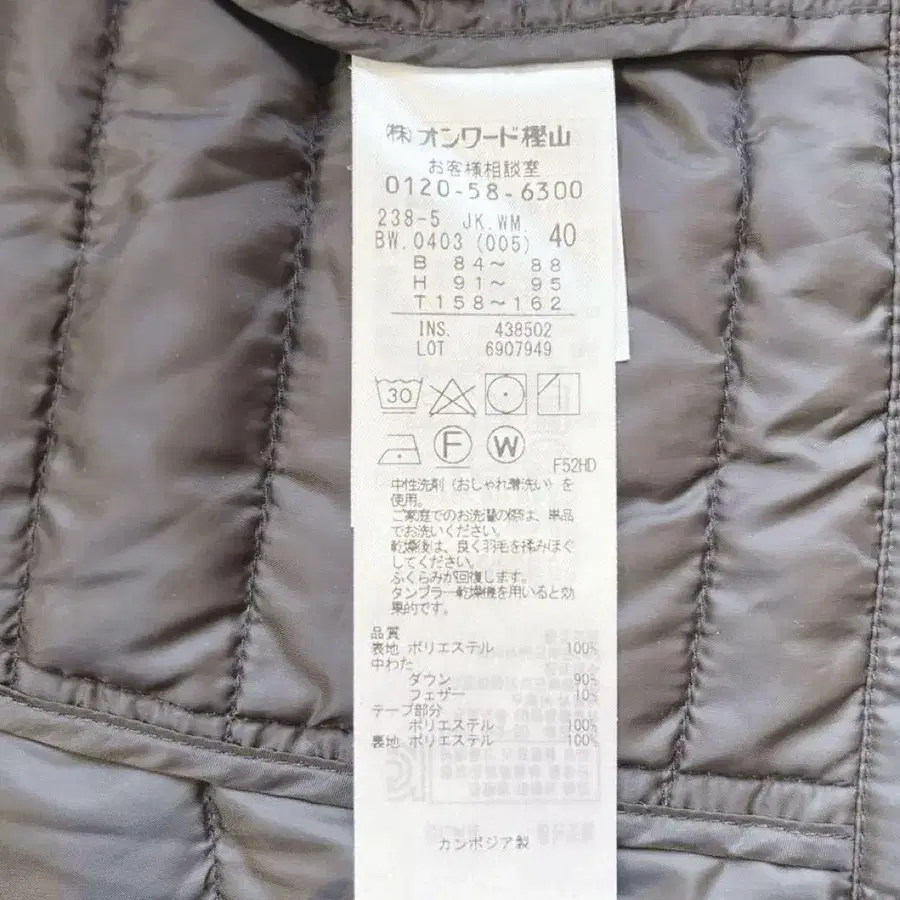 ㈱オンワード樫山
お客様相談室
0120-58-6300
238-5 JK.WM.
BW.0403 (005) 40
B 84～ 88
H 91～ 95
T 158～162
INS. 438502
LOT 6907949
30
F W
F52HD
中性洗剤（おしゃれ着洗い）を
使用。
ご家庭でのお洗濯の際は、単品
でお洗いください。
乾燥後は、良く羽毛を揉みほぐ
してください。
ふくらみが回復します。
タンブラー乾燥機を用いると効
果的です。
品質
表地 ポリエステル 100%
中わた
ダウン 90%
フェザー 10%
テープ部分
ポリエステル 100%
裏地 ポリエステル 100%
カンボジア製